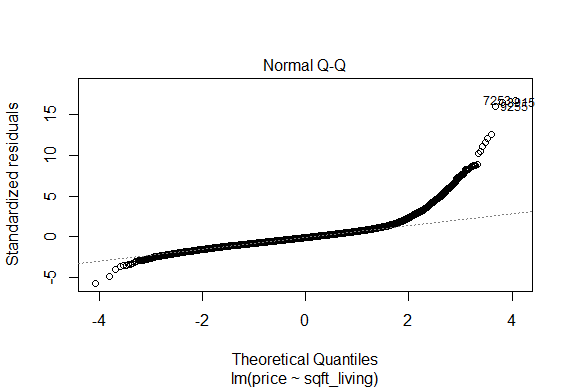 Normal Q-Q
Standardized residuals
15
10
5
0
-5
-4
-2
0
2
4
Theoretical Quantiles
lm(price ~ sqft_living)